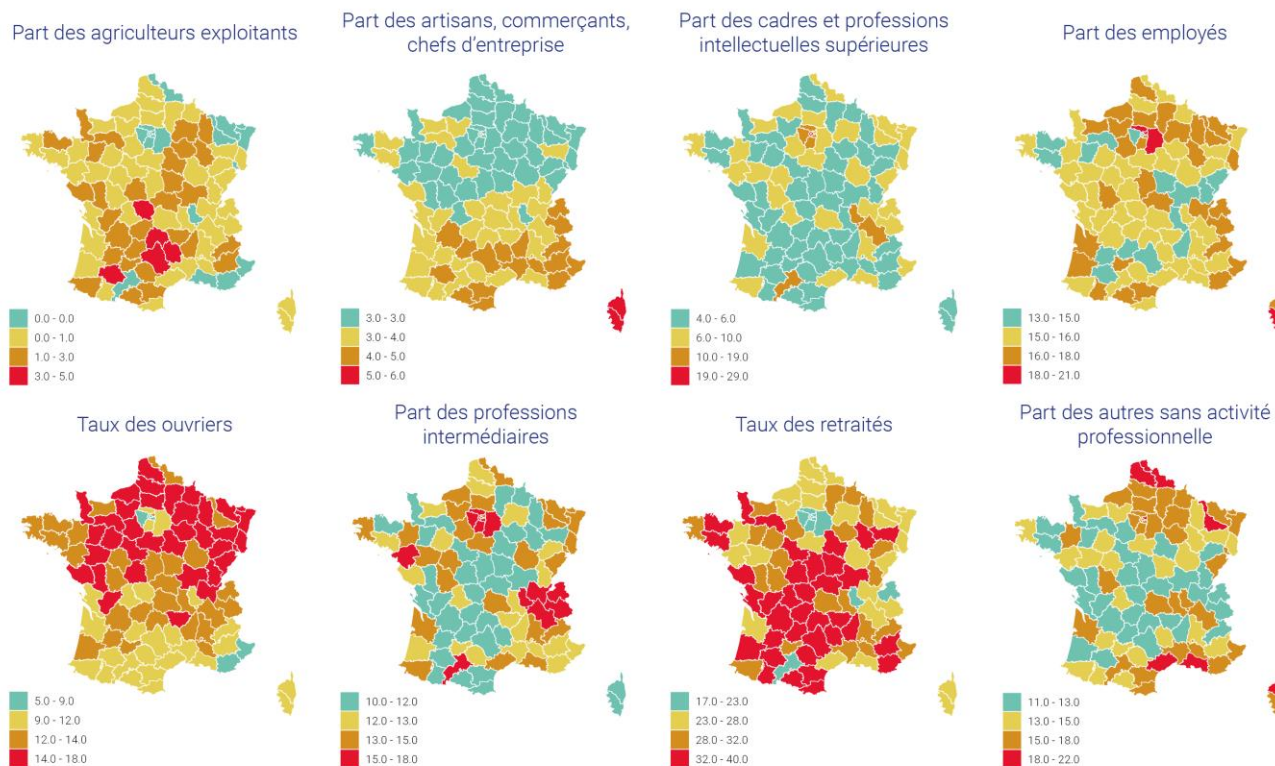 Part des agriculteurs exploitants
0.0 - 0.0
0.0 - 1.0
1.0 - 3.0
3.0 - 5.0
Part des artisans, commerçants,
chefs d'entreprise
3.0 - 3.0
3.0 - 4.0
4.0 - 5.0
5.0 - 6.0
Part des cadres et professions
intellectuelles supérieures
4.0 - 6.0
6.0 - 10.0
10.0 - 19.0
19.0 - 29.0
Part des employés
13.0 - 15.0
15.0 - 16.0
16.0 - 18.0
18.0 - 21.0
Taux des ouvriers
5.0 - 9.0
9.0 - 12.0
12.0 - 14.0
14.0 - 18.0
Part des professions
intermédiaires
10.0 - 12.0
12.0 - 13.0
13.0 - 15.0
15.0 - 18.0
Taux des retraités
17.0 - 23.0
23.0 - 28.0
28.0 - 32.0
32.0 - 40.0
Part des autres sans activité
professionnelle
11.0 - 13.0
13.0 - 15.0
15.0 - 18.0
18.0 - 22.0